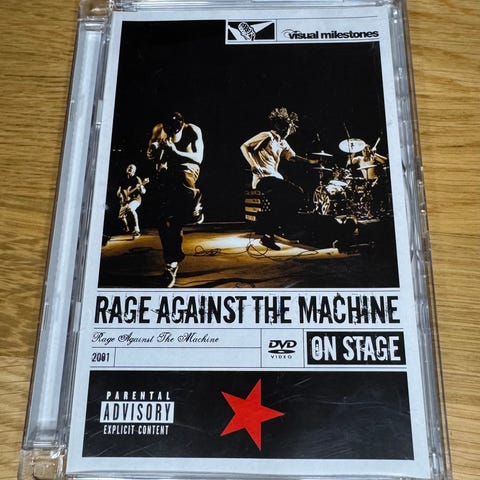 visual milestones
RAGE AGAINST THE MACHINE
Rage Against The Machine
2001
DVD
VIDEO
ON STAGE
PARENTAL
ADVISORY
EXPLICIT CONTENT